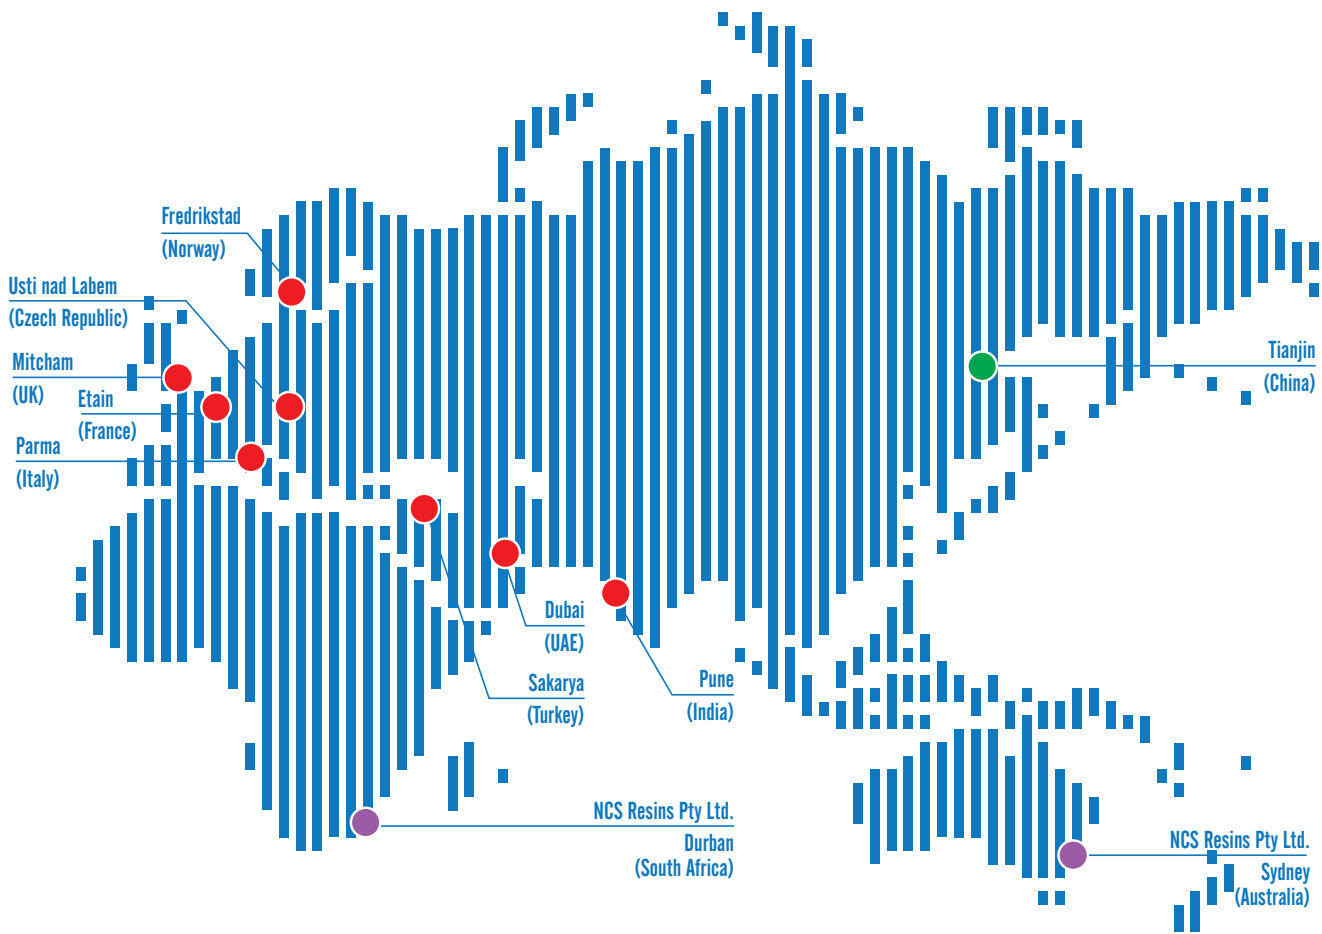 Fredrikstad
(Norway)
Usti nad Labem
(Czech Republic)
Mitcham
(UK)
Etain
(France)
Parma
(Italy)
Tianjin
(China)
Dubai
(UAE)
Sakarya
(Turkey)
Pune
(India)
NCS Resins Pty Ltd.
Durban
(South Africa)
NCS Resins Pty Ltd.
Sydney
(Australia)